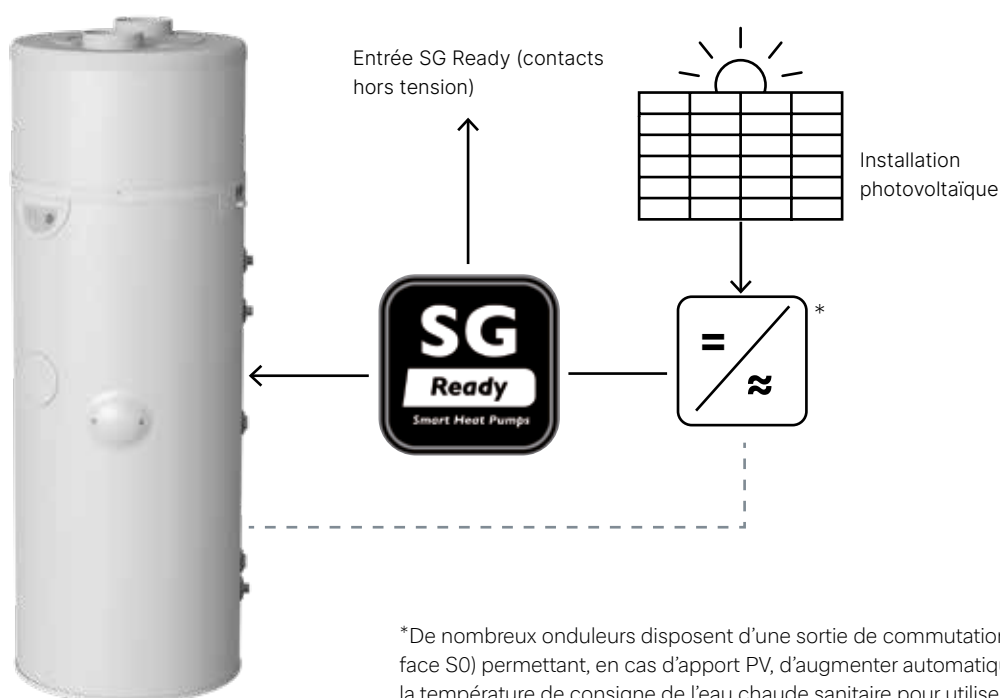 Entrée SG Ready (contacts
hors tension)
Installation
photovoltaïque
*
SG
Ready
Smart Heat Pumps
*De nombreux onduleurs disposent d'une sortie de commutation
face S0) permettant, en cas d'apport PV, d'augmenter automatiqu
la température de consigne de l'eau chaude sanitaire pour utilise